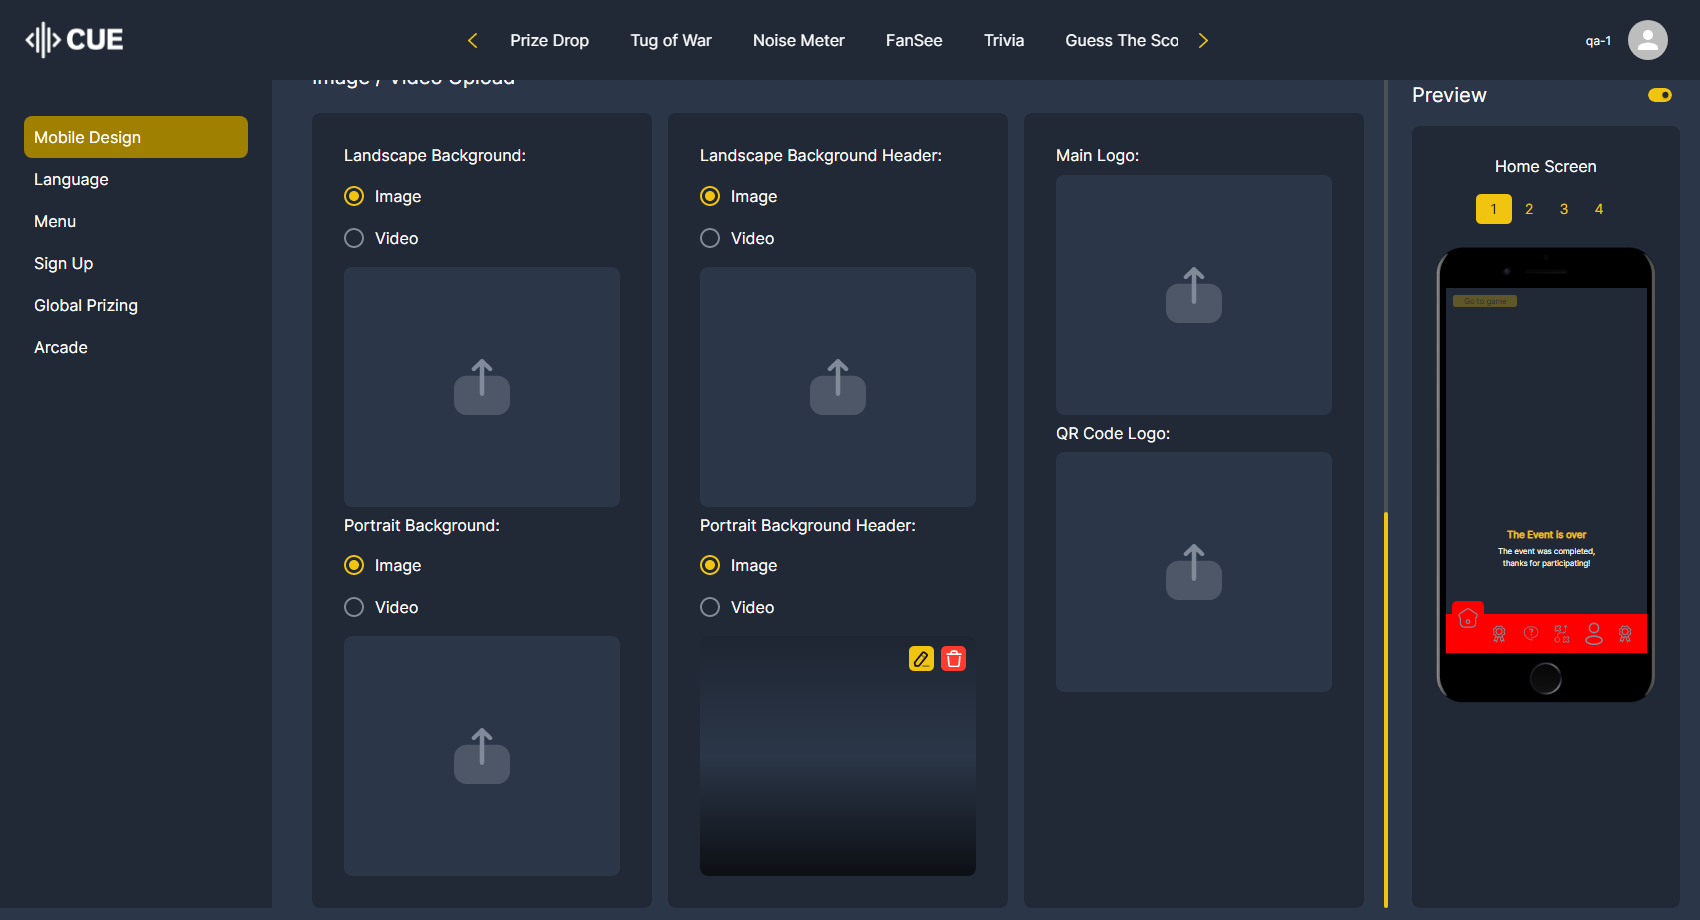 CUE
Prize Drop
Tug of War
Noise Meter
FanSee
Trivia
Guess The Sco
qa-1
Mobile Design
Language
Menu
Sign Up
Global Prizing
Arcade
Image / Video Upload
Landscape Background:
Image
Video
Portrait Background:
Image
Video
Landscape Background Header:
Image
Video
Portrait Background Header:
Image
Video
Main Logo:
QR Code Logo:
Preview
Home Screen
1 2 3 4
Go to game
The Event is over
The event was completed,
thanks for participating!